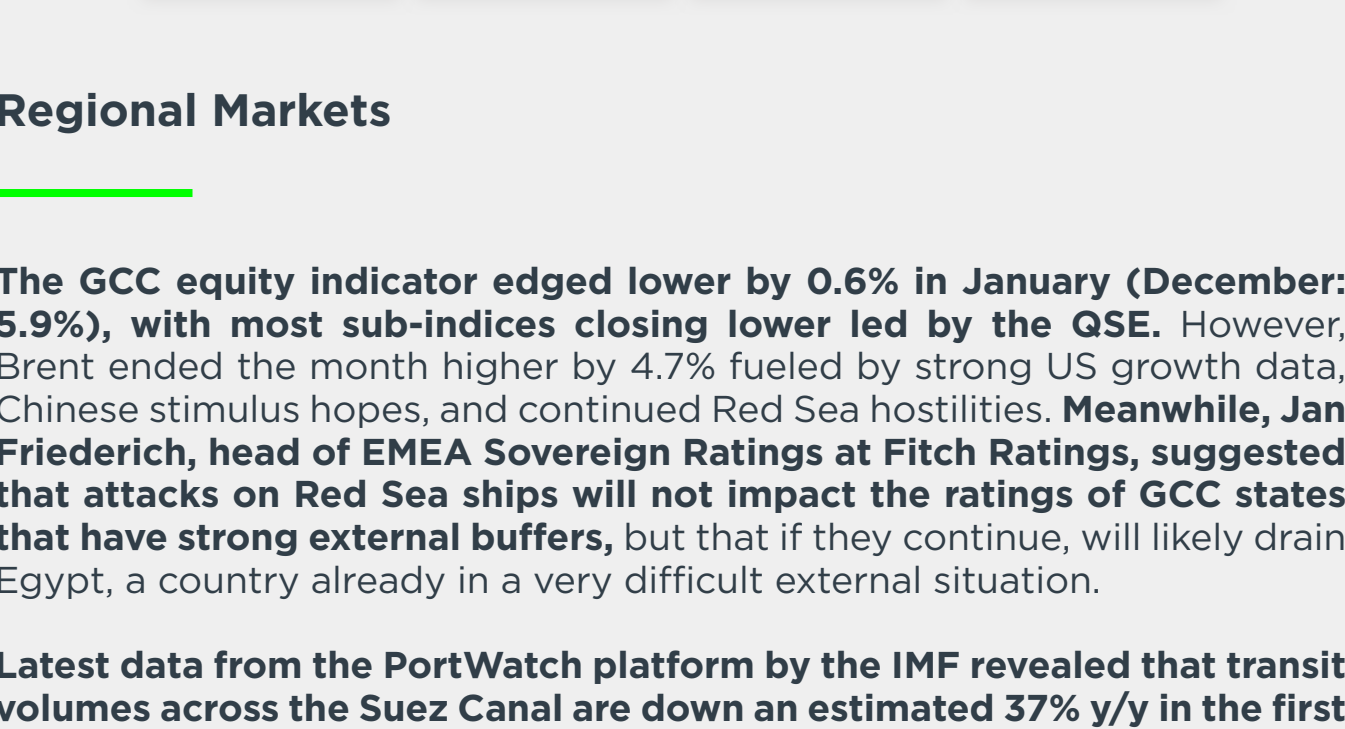 Regional Markets
The GCC equity indicator edged lower by 0.6% in January (December:
5.9%), with most sub-indices closing lower led by the QSE. However,
Brent ended the month higher by 4.7% fueled by strong US growth data,
Chinese stimulus hopes, and continued Red Sea hostilities. Meanwhile, Jan
Friederich, head of EMEA Sovereign Ratings at Fitch Ratings, suggested
that attacks on Red Sea ships will not impact the ratings of GCC states
that have strong external buffers, but that if they continue, will likely drain
Egypt, a country already in a very difficult external situation.
Latest data from the PortWatch platform by the IMF revealed that transit
volumes across the Suez Canal are down an estimated 37% y/y in the first